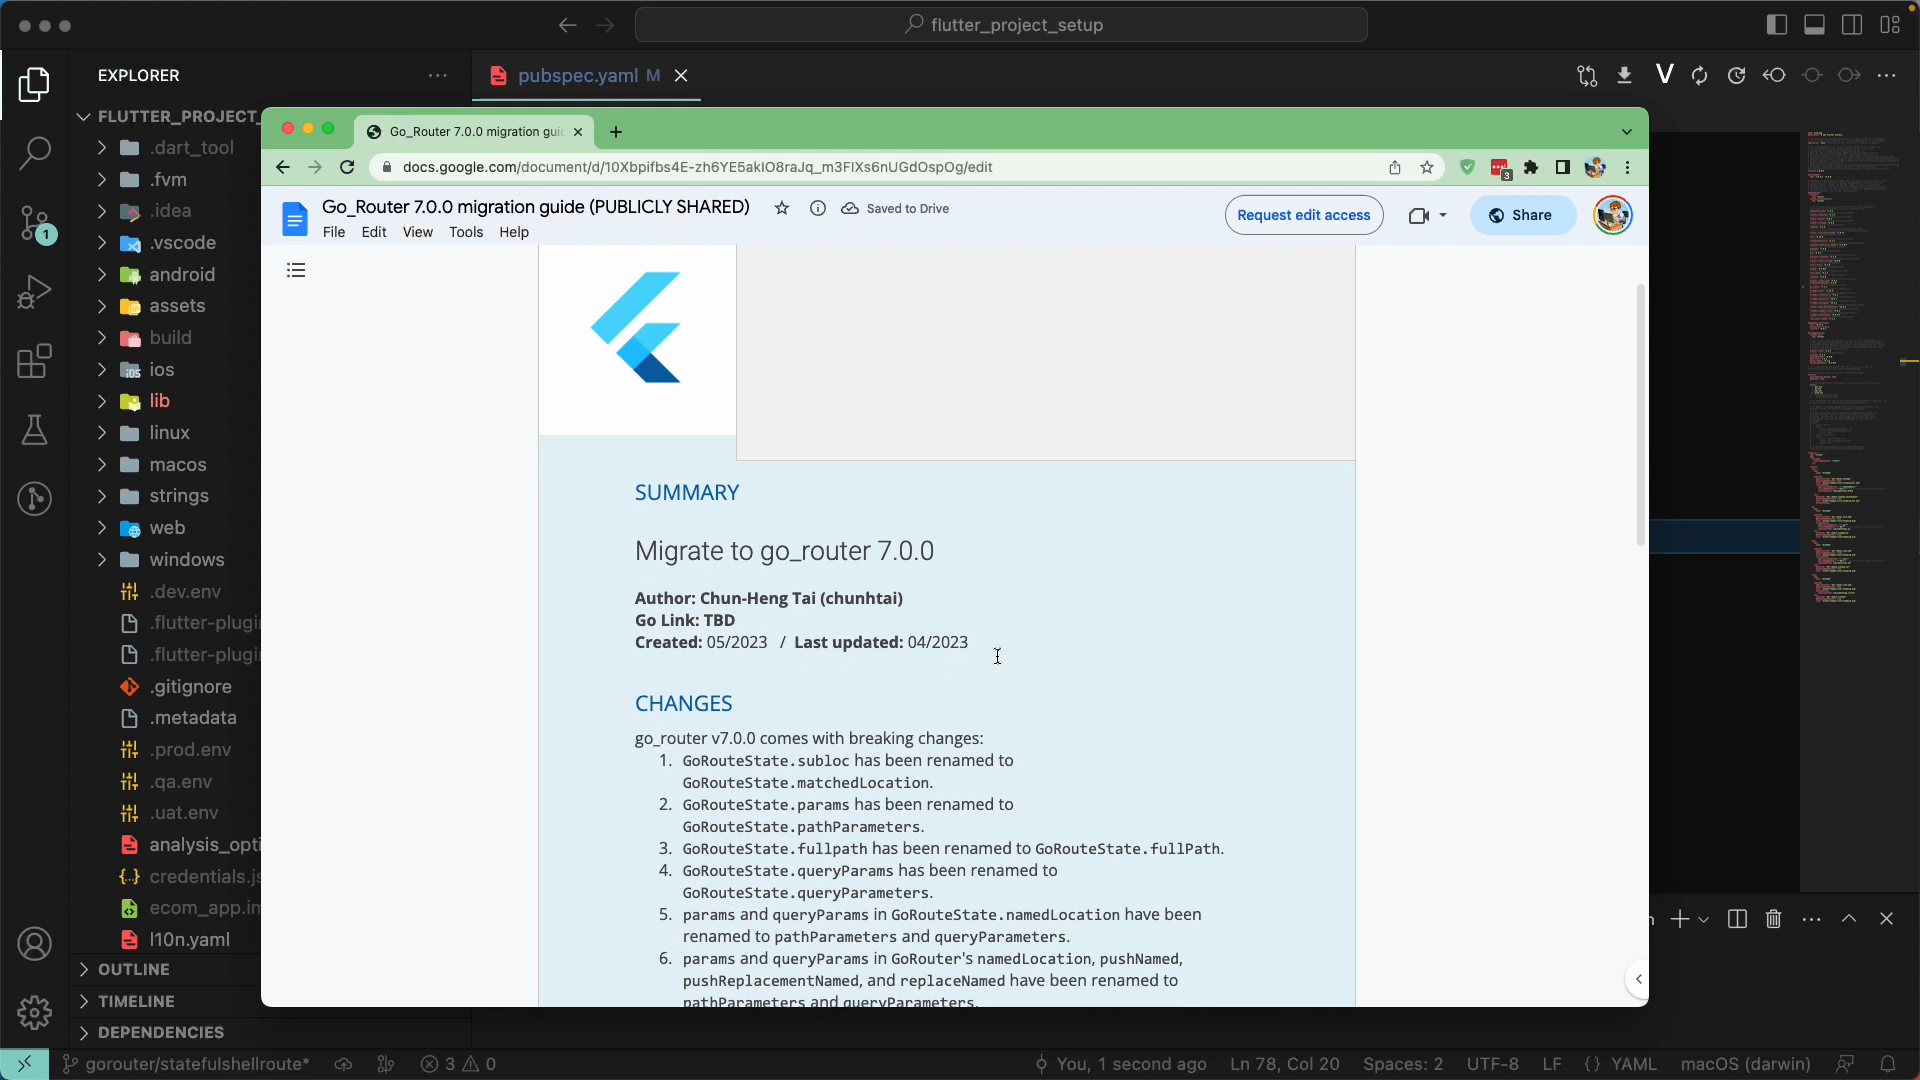 flutter_project_setup
EXPLORER
pubspec.yaml M
FLUTTER_PROJECT_
.dart_tool
.fvm
.idea
.vscode
android
assets
build
ios
lib
linux
macos
strings
web
windows
.dev.env
.flutter-plugi
.flutter-plugi
.gitignore
.metadata
.prod.env
.qa.env
.uat.env
analysis_opti
credentials.js
ecom_app.im
l10n.yaml
OUTLINE
TIMELINE
DEPENDENCIES
1
Go_Router 7.0.0 migration guid
docs.google.com/document/d/10Xbpifbs4E-zh6YE5aklO8raJq_m3FIXs6nUGdOspOg/edit
3
Go_Router 7.0.0 migration guide (PUBLICLY SHARED)
Saved to Drive
File Edit View Tools Help
Request edit access
Share
SUMMARY
Migrate to go_router 7.0.0
Author: Chun-Heng Tai (chunhtai)
Go Link: TBD
Created: 05/2023 / Last updated: 04/2023
CHANGES
go_router v7.0.0 comes with breaking changes:
1. GoRouteState.subloc has been renamed to
GoRouteState.matchedLocation.
2. GoRouteState.params has been renamed to
GoRouteState.pathParameters.
3. GoRouteState.fullpath has been renamed to GoRouteState.fullPath.
4. GoRouteState.queryParams has been renamed to
GoRouteState.queryParameters.
5. params and queryParams in GoRouteState.namedLocation have been
renamed to pathParameters and queryParameters.
6. params and queryParams in GoRouter's namedLocation, pushNamed,
pushReplacementNamed, and replaceNamed have been renamed to
pathParameters and queryParameters.
gorouter/statefulshellroute*
3 0
You, 1 second ago
Ln 78, Col 20
Spaces: 2
UTF-8
LF
{} YAML
macOS (darwin)